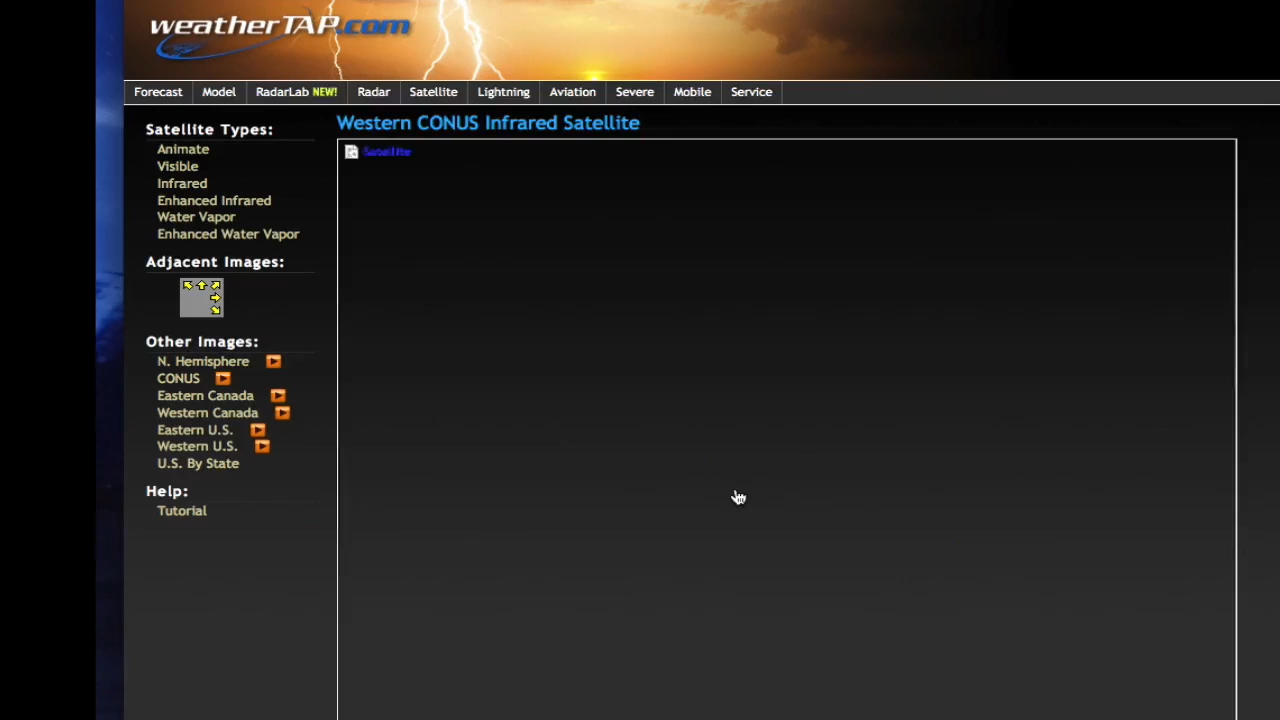 weatherTAP.com
Forecast Model RadarLab NEW! Radar Satellite Lightning Aviation Severe Mobile Service
Satellite Types:
Animate
Visible
Infrared
Enhanced Infrared
Water Vapor
Enhanced Water Vapor
Adjacent Images:
Other Images:
N. Hemisphere
CONUS
Eastern Canada
Western Canada
Eastern U.S.
Western U.S.
U.S. By State
Help:
Tutorial
Western CONUS Infrared Satellite
Satellite